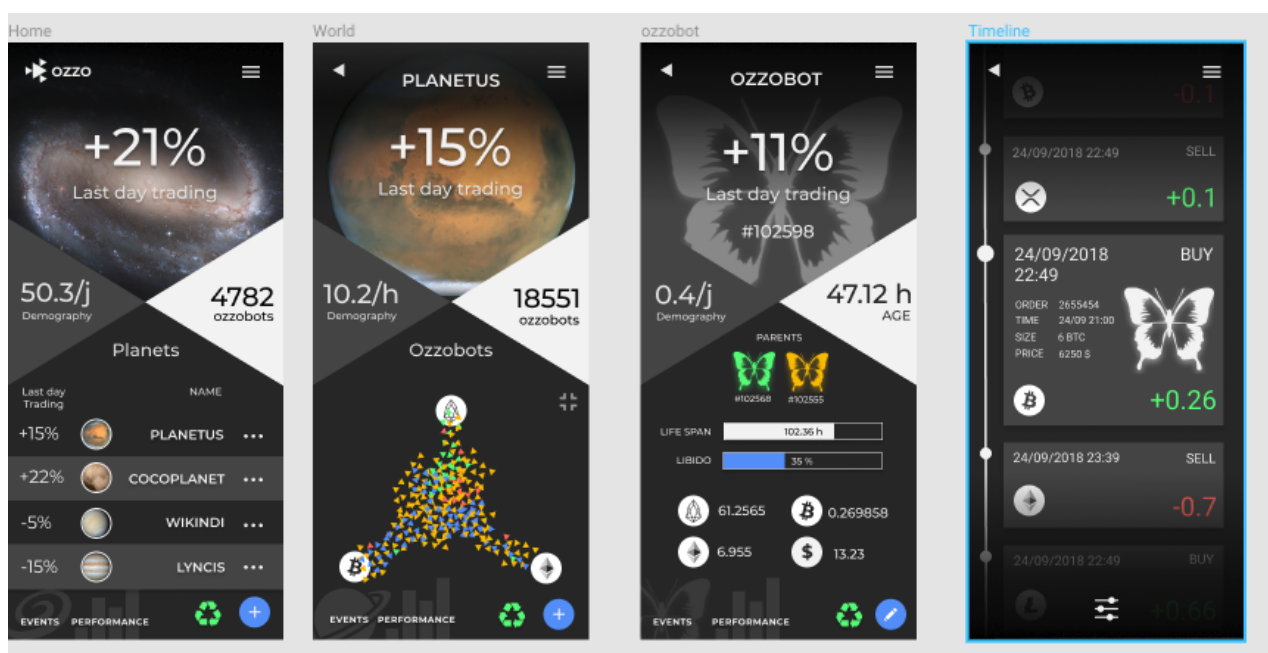 Home
ozzo
+21%
Last day trading
50.3/j
Demography
4782
ozzobots
Planets
Last day
Trading
NAME
+15%
PLANETUS
+22%
COCOPLANET
-5%
WIKINDI
-15%
LYNCIS
EVENTS
PERFORMANCE
World
PLANETUS
+15%
Last day trading
10.2/h
Demography
18551
ozzobots
Ozzobots
EVENTS
PERFORMANCE
ozzobot
OZZOBOT
+11%
Last day trading
#102598
0.4/j
Demography
47.12 h
AGE
PARENTS
#102568
#102555
LIFE SPAN
102.36 h
LIBIDO
35 %
61.2565
0.269858
6.955
$
13.23
EVENTS
PERFORMANCE
Timeline
-0.1
24/09/2018 22:49
SELL
+0.1
24/09/2018
22:49
BUY
ORDER 2655454
TIME 24/09 21:00
SIZE 6 BTC
PRICE 6250 $
+0.26
24/09/2018 23:39
SELL
-0.7
24/09/2018 22:49
BUY
+0.66